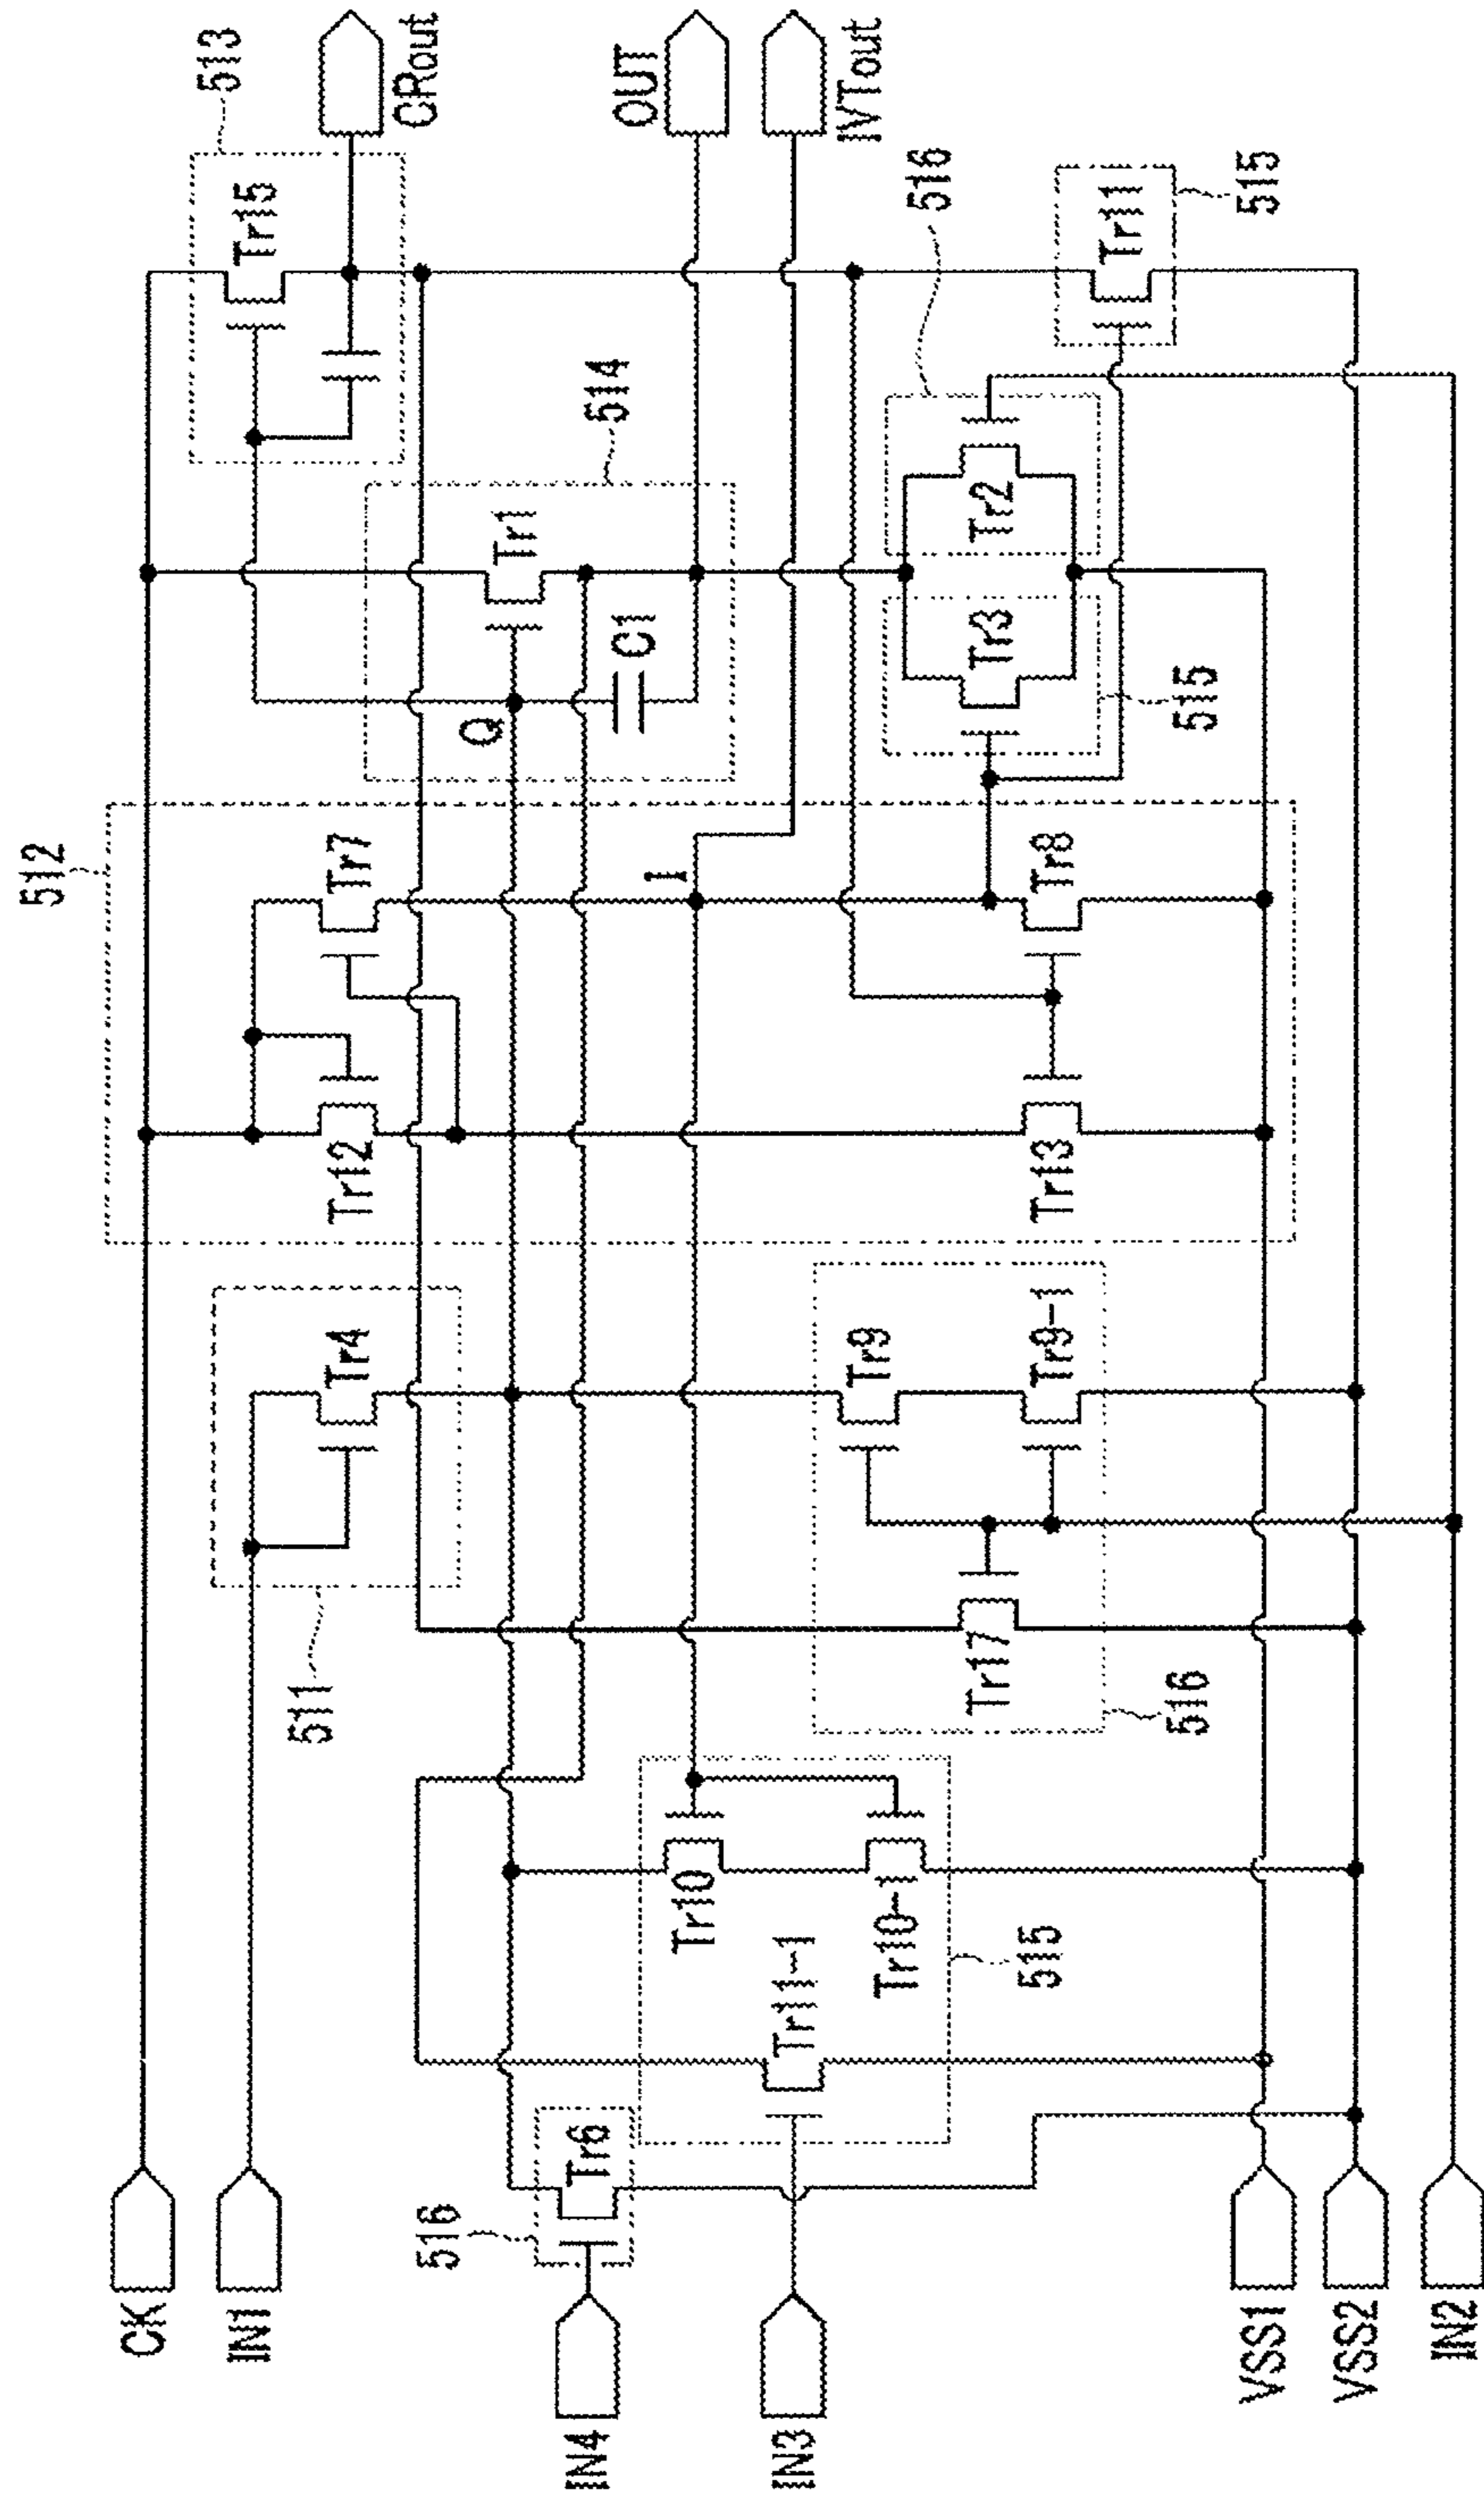 512
513
Tr15
CRout
514
Tr1
Q
C1
OUT
IVTout
Tr7
Tr12
I
Tr4
511
516
Tr2
Tr3
515
Tr11
515
Tr8
Tr13
Tr9
Tr9-1
Tr17
516
Tr10
Tr10-1
Tr11-1
515
Tr6
516
CK
IN1
IN4
IN3
VSS1
VSS2
IN2